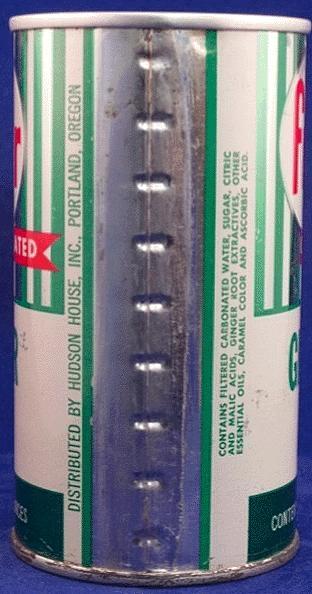 ATED
DISTRIBUTED BY HUDSON HOUSE, INC., PORTLAND, OREGON
CONTAINS FILTERED CARBONATED WATER, SUGAR, CITRIC
AND MALIC ACIDS, GINGER ROOT EXTRACTIVES, OTHER
ESSENTIAL OILS, CARAMEL COLOR AND ASCORBIC ACID.